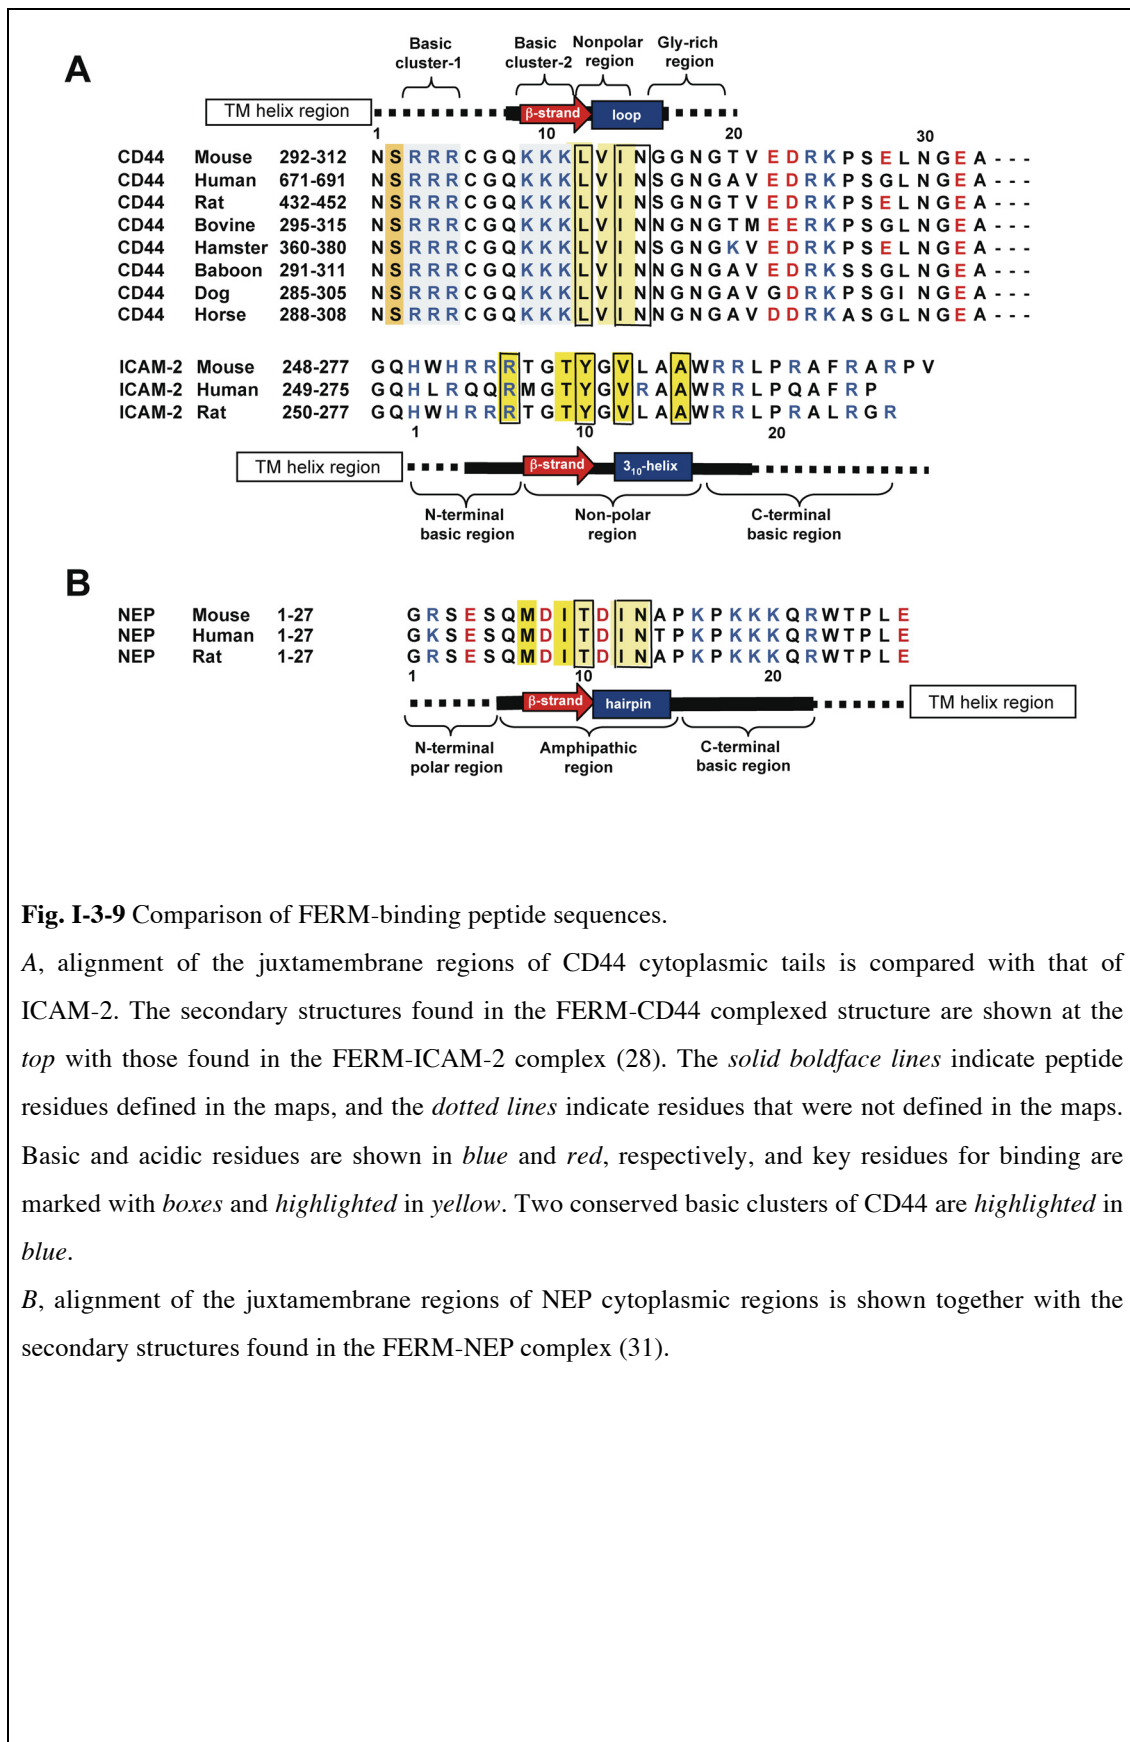 A
Basic cluster-1
Basic cluster-2
Nonpolar region
Gly-rich region
TM helix region β-strand loop
1 10 20 30
CD44 Mouse 292-312 N S R R R C G Q K K K L V I N G G N G T V E D R K P S E L N G E A - - -
CD44 Human 671-691 N S R R R C G Q K K K L V I N S G N G A V E D R K P S G L N G E A - - -
CD44 Rat 432-452 N S R R R C G Q K K K L V I N S G N G T V E D R K P S E L N G E A - - -
CD44 Bovine 295-315 N S R R R C G Q K K K L V I N N G N G T M E E R K P S G L N G E A - - -
CD44 Hamster 360-380 N S R R R C G Q K K K L V I N S G N G K V E D R K P S E L N G E A - - -
CD44 Baboon 291-311 N S R R R C G Q K K K L V I N N G N G A V E D R K S S G L N G E A - - -
CD44 Dog 285-305 N S R R R C G Q K K K L V I N N G N G A V G D R K P S G I N G E A - - -
CD44 Horse 288-308 N S R R R C G Q K K K L V I N N G N G A V D D R K A S G L N G E A - - -
ICAM-2 Mouse 248-277 G Q H W H R R R T G T Y G V L A A W R R L P R A F R A R P V
ICAM-2 Human 249-275 G Q H L R Q Q R M G T Y G V R A A W R R L P Q A F R P
ICAM-2 Rat 250-277 G Q H W H R R R T G T Y G V L A A W R R L P R A L R G R
1 10 20
TM helix region β-strand 3₁₀-helix
N-terminal basic region
Non-polar region
C-terminal basic region
B
NEP Mouse 1-27 G R S E S Q M D I T D I N A P K P K K K Q R W T P L E
NEP Human 1-27 G K S E S Q M D I T D I N T P K P K K K Q R W T P L E
NEP Rat 1-27 G R S E S Q M D I T D I N A P K P K K K Q R W T P L E
1 10 20
β-strand hairpin TM helix region
N-terminal polar region
Amphipathic region
C-terminal basic region
Fig. I-3-9 Comparison of FERM-binding peptide sequences.
A, alignment of the juxtamembrane regions of CD44 cytoplasmic tails is compared with that of
ICAM-2. The secondary structures found in the FERM-CD44 complexed structure are shown at the
top with those found in the FERM-ICAM-2 complex (28). The solid boldface lines indicate peptide
residues defined in the maps, and the dotted lines indicate residues that were not defined in the maps.
Basic and acidic residues are shown in blue and red, respectively, and key residues for binding are
marked with boxes and highlighted in yellow. Two conserved basic clusters of CD44 are highlighted in
blue.
B, alignment of the juxtamembrane regions of NEP cytoplasmic regions is shown together with the
secondary structures found in the FERM-NEP complex (31).